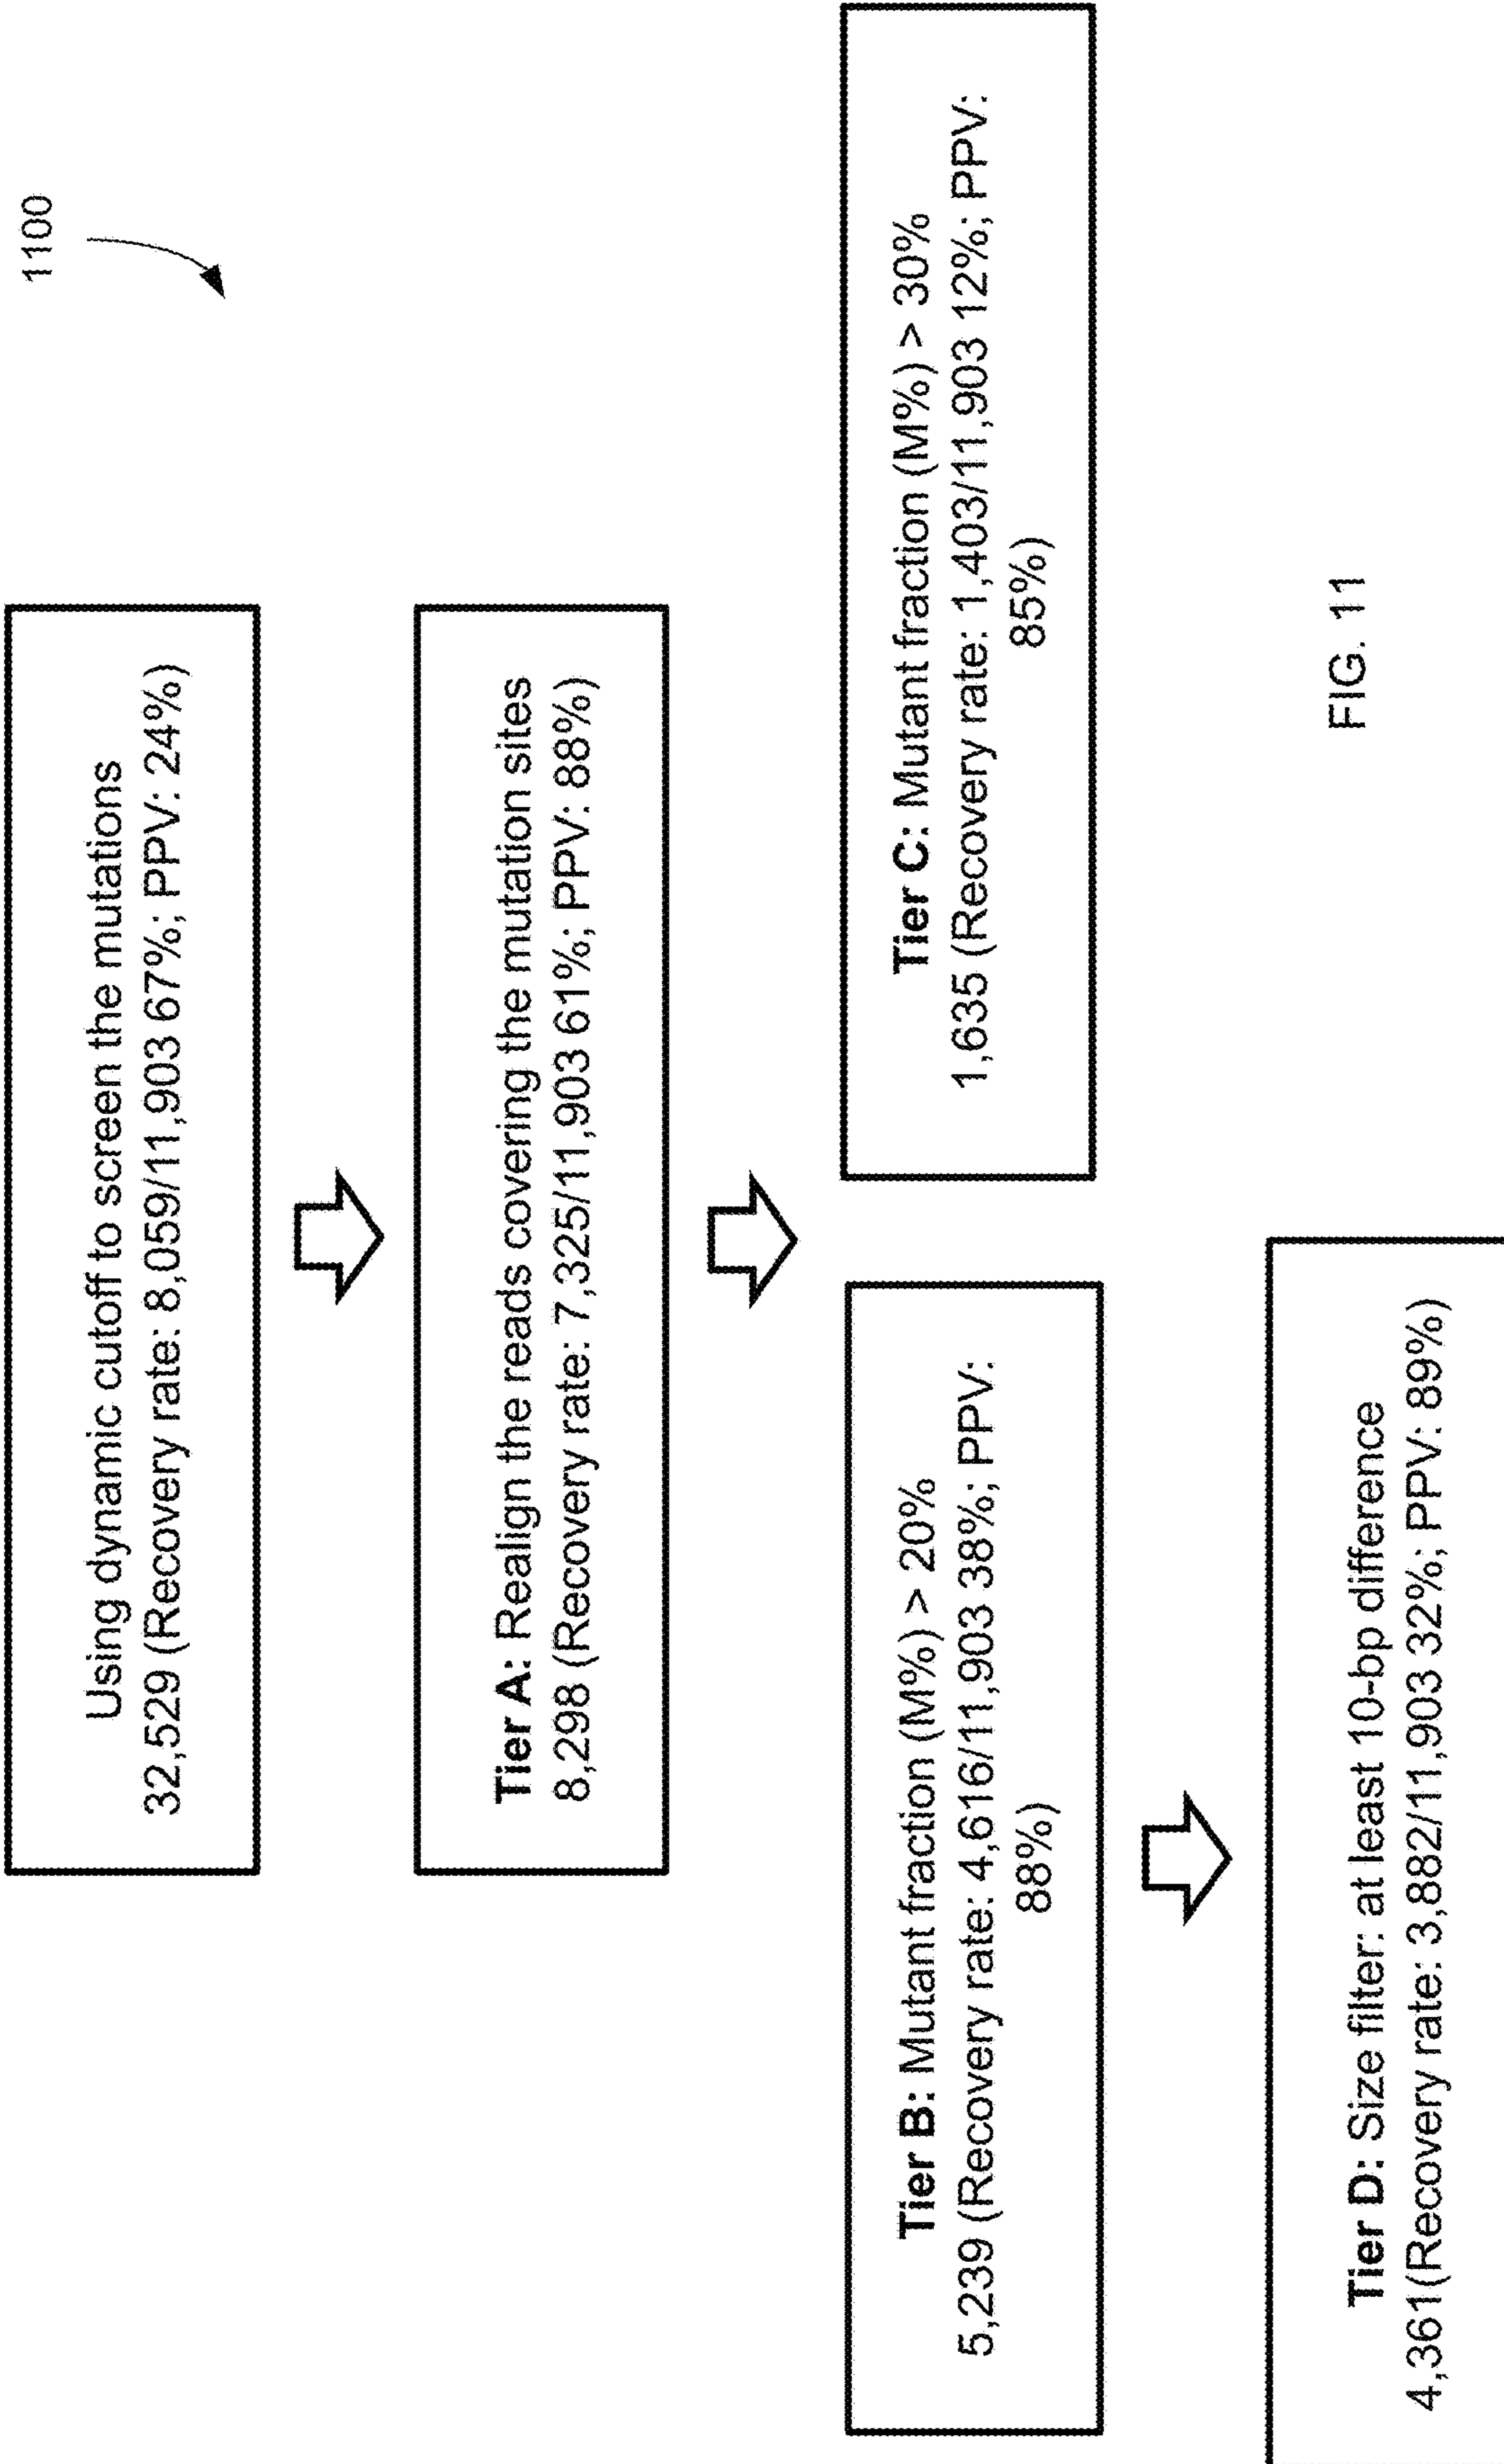 1100
Using dynamic cutoff to screen the mutations
32,529 (Recovery rate: 8,059/11,903 67%; PPV: 24%)
Tier A: Realign the reads covering the mutation sites
8,298 (Recovery rate: 7,325/11,903 61%; PPV: 88%)
Tier B: Mutant fraction (M%) > 20%
5,239 (Recovery rate: 4,616/11,903 38%; PPV:
88%)
Tier C: Mutant fraction (M%) > 30%
1,635 (Recovery rate: 1,403/11,903 12%; PPV:
85%)
Tier D: Size filter: at least 10-bp difference
4,361(Recovery rate: 3,882/11,903 32%; PPV: 89%)
FIG. 11